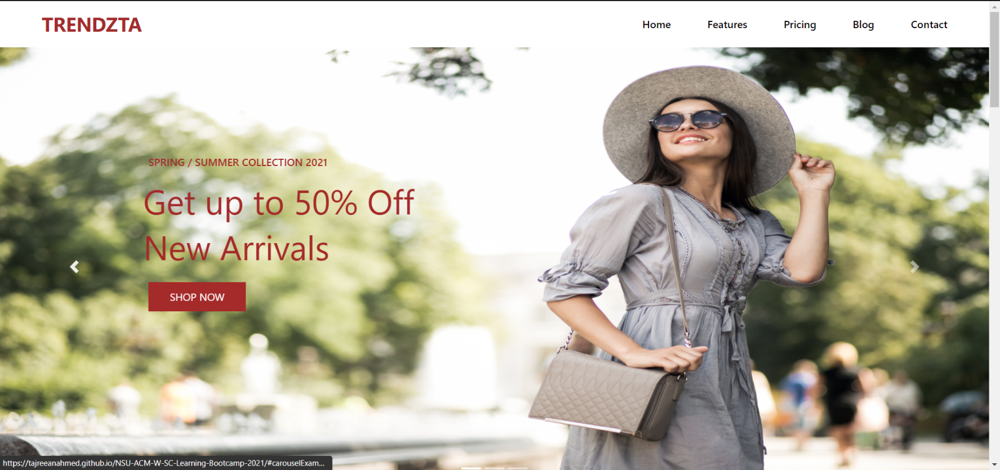 TRENDZTA
Home Features Pricing Blog Contact
SPRING / SUMMER COLLECTION 2021
Get up to 50% Off
New Arrivals
SHOP NOW
https://tajreeanahmed.github.io/NSU-ACM-W-SC-Learning-Bootcamp-2021/#carouselExam...